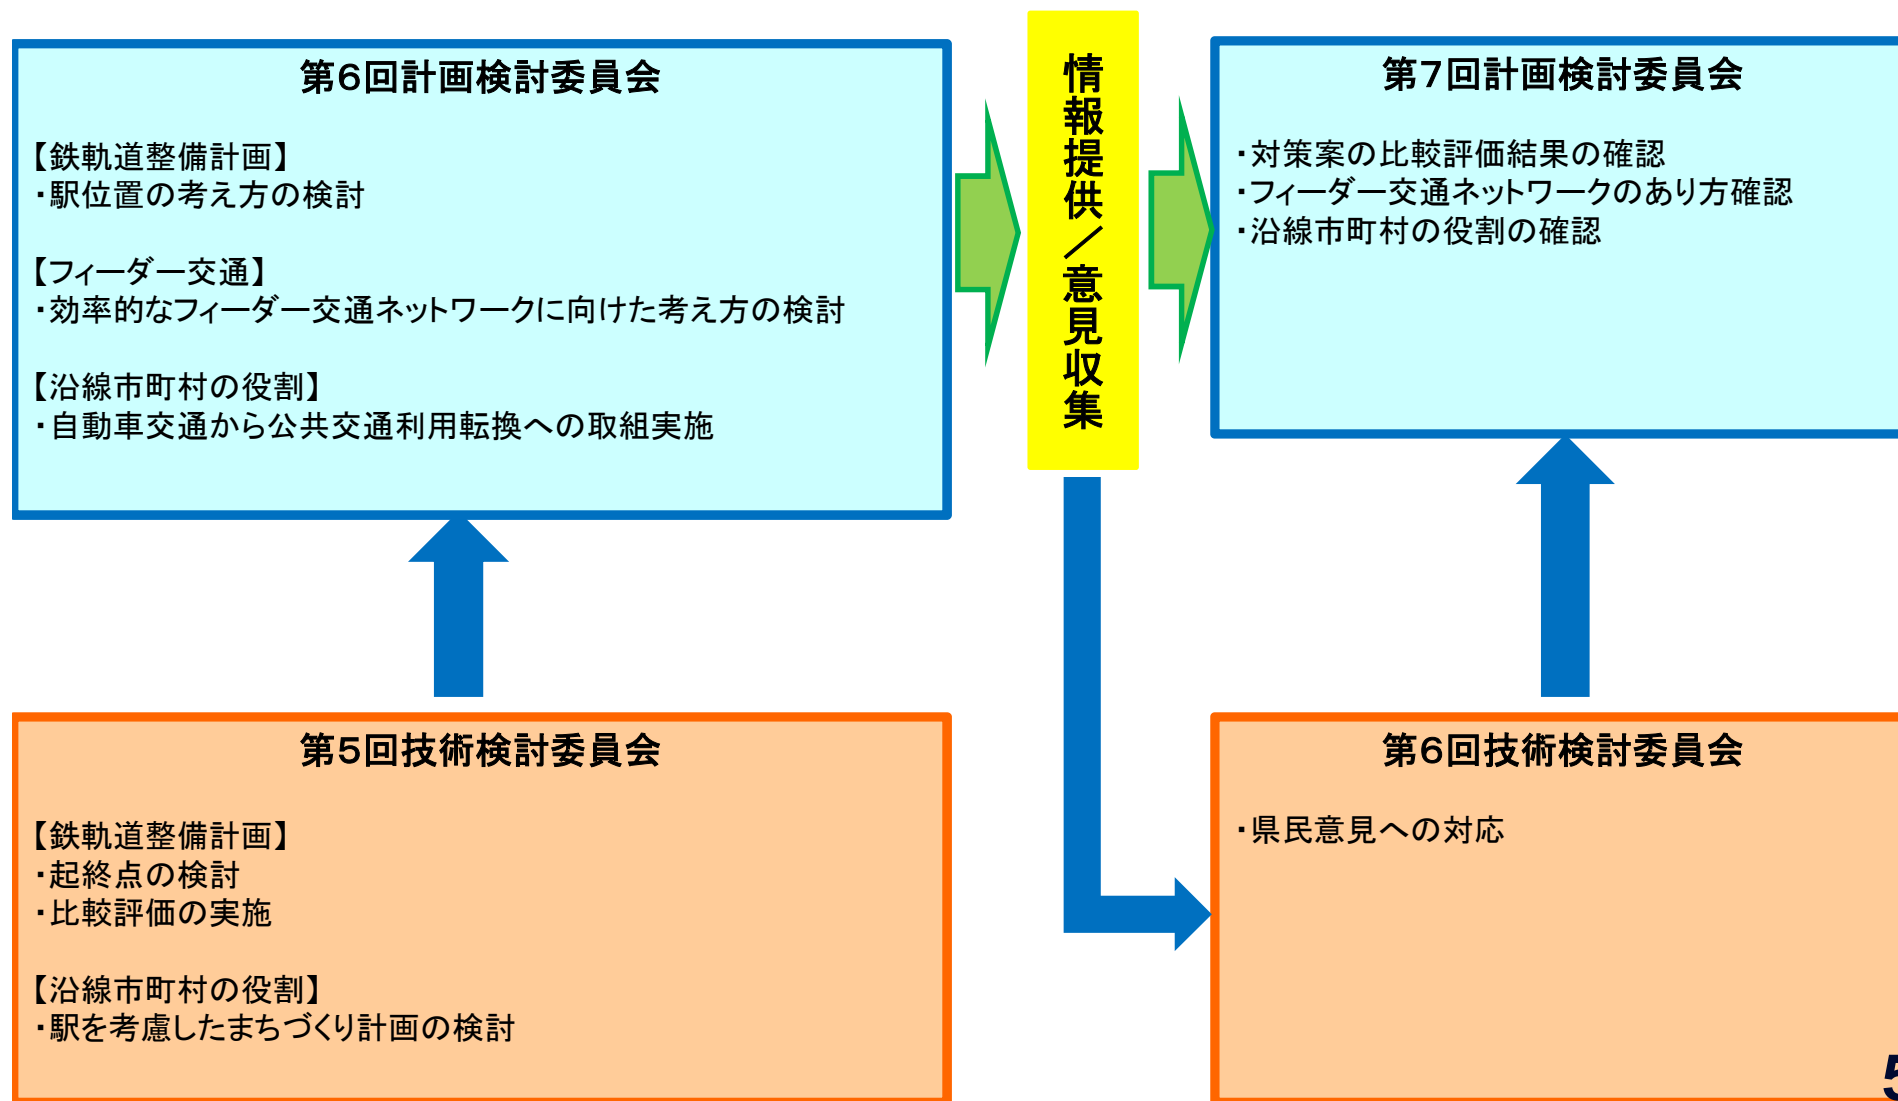 第6回計画検討委員会
【鉄軌道整備計画】
・駅位置の考え方の検討
【フィーダー交通】
・効率的なフィーダー交通ネットワークに向けた考え方の検討
【沿線市町村の役割】
・自動車交通から公共交通利用転換への取組実施
情報提供／意見収集
第7回計画検討委員会
・対策案の比較評価結果の確認
・フィーダー交通ネットワークのあり方確認
・沿線市町村の役割の確認
第5回技術検討委員会
【鉄軌道整備計画】
・起終点の検討
・比較評価の実施
【沿線市町村の役割】
・駅を考慮したまちづくり計画の検討
第6回技術検討委員会
・県民意見への対応
5